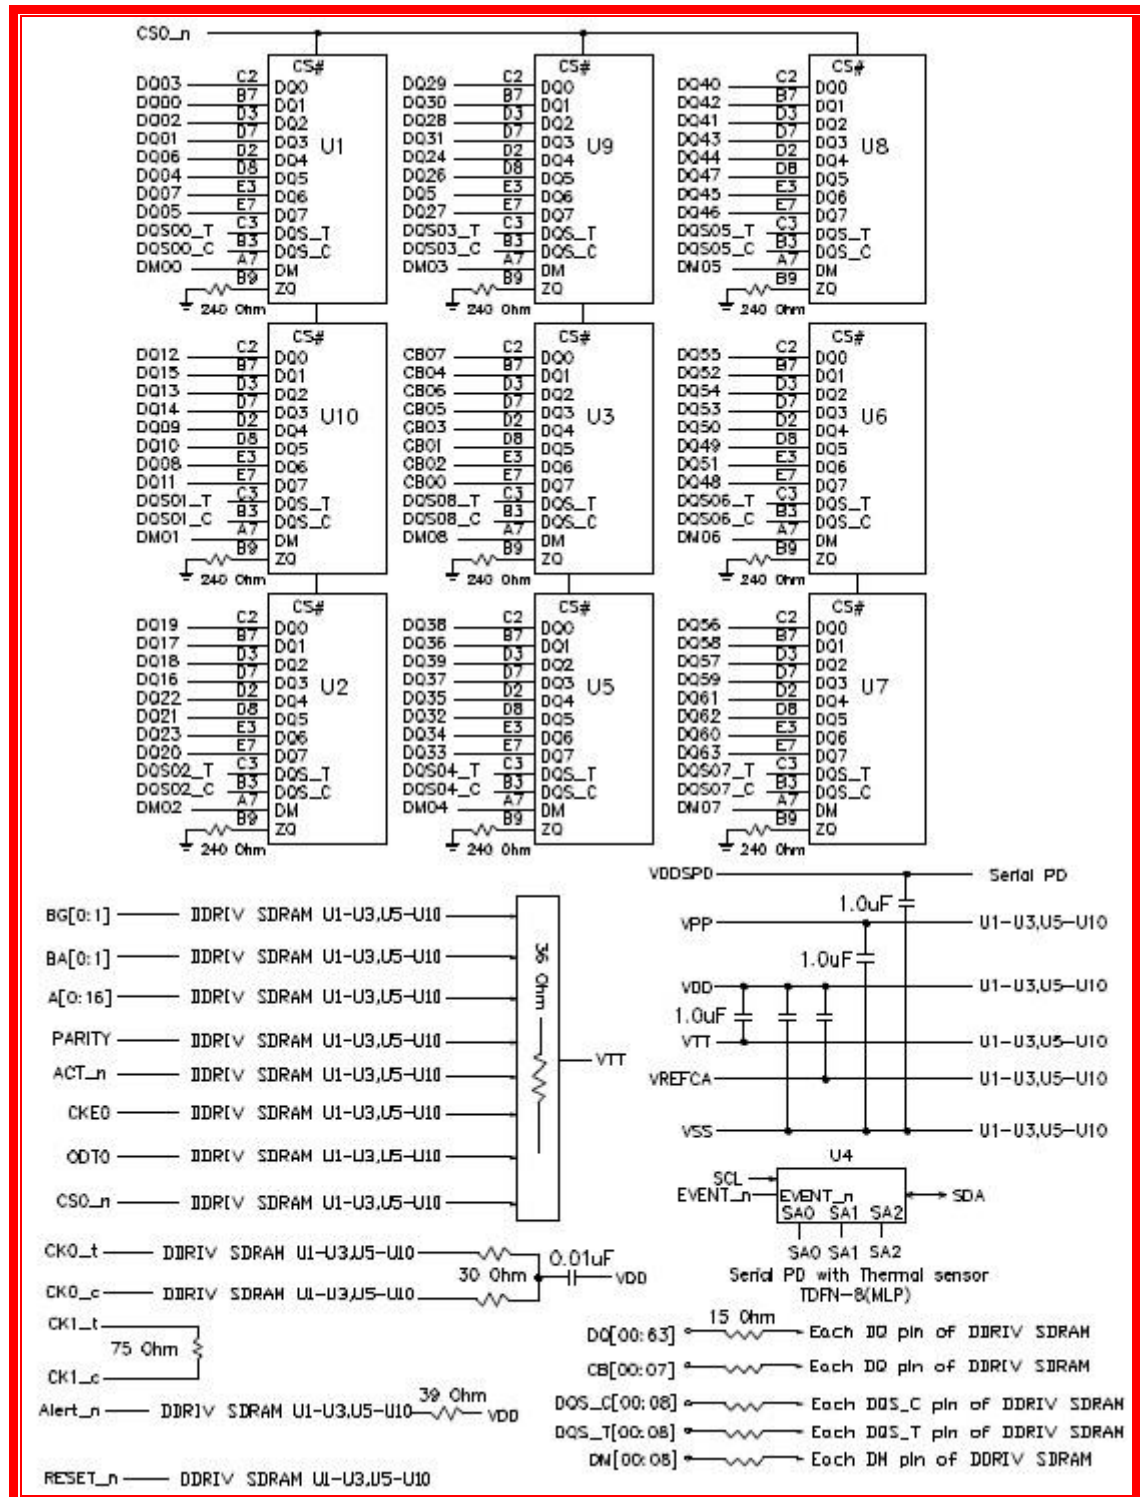 CS0_n
CS# CS# CS#
DQ03 C2 DQ0 DQ29 C2 DQ0 DQ40 C2 DQ0
DQ00 B7 DQ1 DQ30 B7 DQ1 DQ42 B7 DQ1
DQ02 D3 DQ2 DQ28 D3 DQ2 DQ41 D3 DQ2
DQ01 D7 DQ3 U1 DQ31 D7 DQ3 U9 DQ43 D7 DQ3 U8
DQ06 D2 DQ4 DQ24 D2 DQ4 DQ44 D2 DQ4
DQ04 D8 DQ5 DQ26 D8 DQ5 DQ47 D8 DQ5
DQ07 E3 DQ6 DQ5 E3 DQ6 DQ45 E3 DQ6
DQ05 E7 DQ7 DQ27 E7 DQ7 DQ46 E7 DQ7
DQS00_T C3 DQS_T DQS03_T C3 DQS_T DQS05_T C3 DQS_T
DQS00_C B3 DQS_C DQS03_C B3 DQS_C DQS05_C B3 DQS_C
DM00 A7 DM DM03 A7 DM DM05 A7 DM
B9 ZQ B9 ZQ B9 ZQ
240 Ohm 240 Ohm 240 Ohm
CS# CS# CS#
DQ12 C2 DQ0 CB07 C2 DQ0 DQ55 C2 DQ0
DQ15 B7 DQ1 CB04 B7 DQ1 DQ52 B7 DQ1
DQ13 D3 DQ2 CB06 D3 DQ2 DQ54 D3 DQ2
DQ14 D7 DQ3 U10 CB05 D7 DQ3 U3 DQ53 D7 DQ3 U6
DQ09 D2 DQ4 CB03 D2 DQ4 DQ50 D2 DQ4
DQ10 D8 DQ5 CB01 D8 DQ5 DQ49 D8 DQ5
DQ08 E3 DQ6 CB02 E3 DQ6 DQ51 E3 DQ6
DQ11 E7 DQ7 CB00 E7 DQ7 DQ48 E7 DQ7
DQS01_T C3 DQS_T DQS08_T C3 DQS_T DQS06_T C3 DQS_T
DQS01_C B3 DQS_C DQS08_C B3 DQS_C DQS06_C B3 DQS_C
DM01 A7 DM DM08 A7 DM DM06 A7 DM
B9 ZQ B9 ZQ B9 ZQ
240 Ohm 240 Ohm 240 Ohm
CS# CS# CS#
DQ19 C2 DQ0 DQ38 C2 DQ0 DQ56 C2 DQ0
DQ17 B7 DQ1 DQ36 B7 DQ1 DQ58 B7 DQ1
DQ18 D3 DQ2 DQ39 D3 DQ2 DQ57 D3 DQ2
DQ16 D7 DQ3 U2 DQ37 D7 DQ3 U5 DQ59 D7 DQ3 U7
DQ22 D2 DQ4 DQ35 D2 DQ4 DQ61 D2 DQ4
DQ21 D8 DQ5 DQ32 D8 DQ5 DQ62 D8 DQ5
DQ23 E3 DQ6 DQ34 E3 DQ6 DQ60 E3 DQ6
DQ20 E7 DQ7 DQ33 E7 DQ7 DQ63 E7 DQ7
DQS02_T C3 DQS_T DQS04_T C3 DQS_T DQS07_T C3 DQS_T
DQS02_C B3 DQS_C DQS04_C B3 DQS_C DQS07_C B3 DQS_C
DM02 A7 DM DM04 A7 DM DM07 A7 DM
B9 ZQ B9 ZQ B9 ZQ
240 Ohm 240 Ohm 240 Ohm
BG[0:1] DDRIV SDRAM U1-U3,U5-U10
BA[0:1] DDRIV SDRAM U1-U3,U5-U10
A[0:16] DDRIV SDRAM U1-U3,U5-U10
PARITY DDRIV SDRAM U1-U3,U5-U10
ACT_n DDRIV SDRAM U1-U3,U5-U10
CKE0 DDRIV SDRAM U1-U3,U5-U10
ODT0 DDRIV SDRAM U1-U3,U5-U10
CS0_n DDRIV SDRAM U1-U3,U5-U10
36 Ohm
VTT
VDDSPD Serial PD
1.0uF
VPP U1-U3,U5-U10
1.0uF
VDD U1-U3,U5-U10
1.0uF
VTT U1-U3,U5-U10
VREFCA U1-U3,U5-U10
VSS U1-U3,U5-U10
U4
SCL
EVENT_n EVENT_n SDA
SA0 SA1 SA2
SA0 SA1 SA2
Serial PD with Thermal sensor
TDFN-8(MLP)
CK0_t DDRIV SDRAM U1-U3,U5-U10
30 Ohm 0.01uF VDD
CK0_c DDRIV SDRAM U1-U3,U5-U10
CK1_t
75 Ohm
CK1_c
Alert_n DDRIV SDRAM U1-U3,U5-U10 39 Ohm VDD
RESET_n DDRIV SDRAM U1-U3,U5-U10
15 Ohm
DQ[00:63] Each DQ pin of DDRIV SDRAM
CB[00:07] Each DQ pin of DDRIV SDRAM
DQS_C[00:08] Each DQS_C pin of DDRIV SDRAM
DQS_T[00:08] Each DQS_T pin of DDRIV SDRAM
DM[00:08] Each DM pin of DDRIV SDRAM